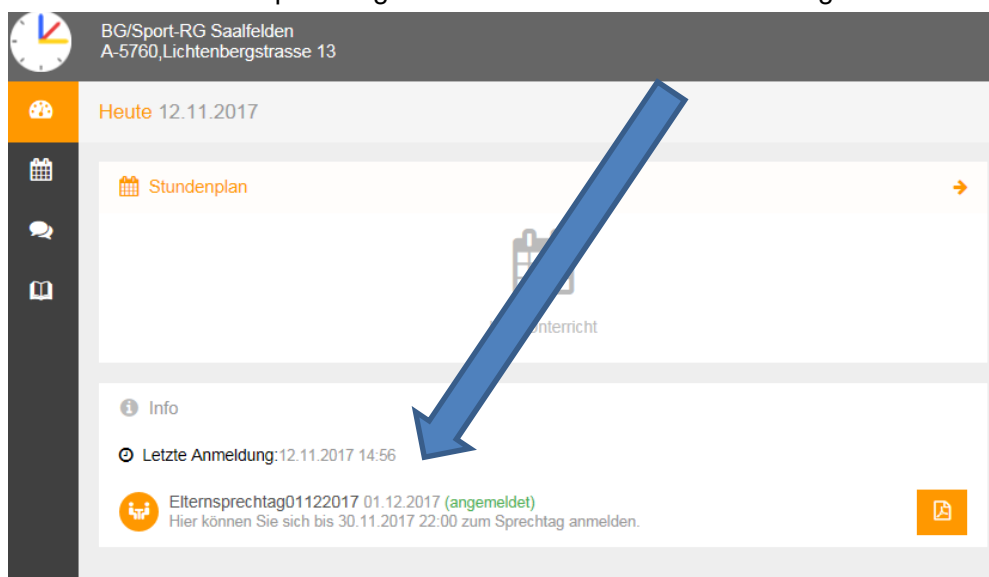 BG/Sport-RG Saalfelden
A-5760,Lichtenbergstrasse 13
Heute 12.11.2017
Stundenplan
Info
Letzte Anmeldung:12.11.2017 14:56
Elternsprechtag01122017 01.12.2017 (angemeldet)
Hier können Sie sich bis 30.11.2017 22:00 zum Sprechtag anmelden.